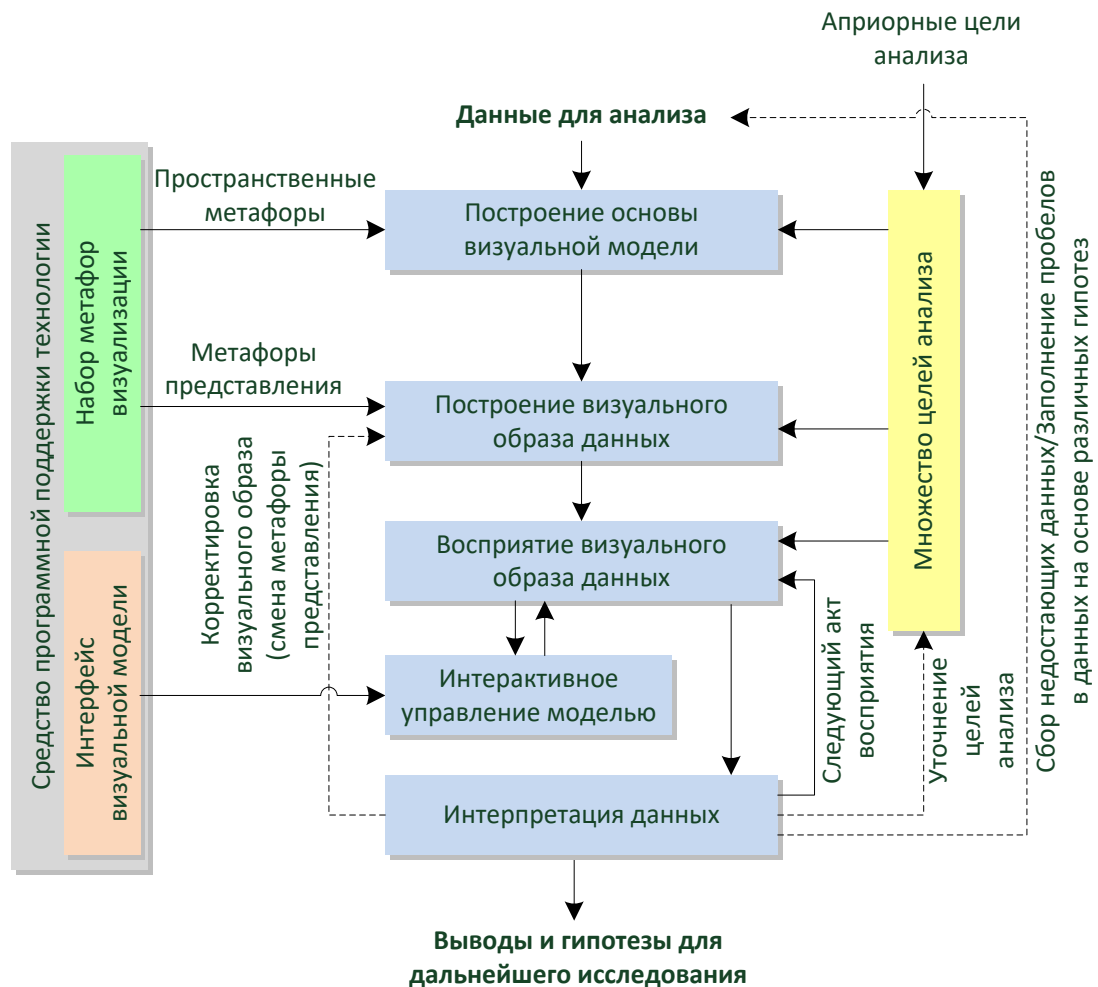 Априорные цели
анализа
Данные для анализа
Средство программной поддержки технологии
Набор метафор
визуализации
Пространственные
метафоры
Построение основы
визуальной модели
Множество целей анализа
Сбор недостающих данных/Заполнение пробелов
в данных на основе различных гипотез
Метафоры
представления
Построение визуального
образа данных
Корректировка
визуального образа
(смена метафоры
представления)
Восприятие визуального
образа данных
Интерфейс
визуальной модели
Интерактивное
управление моделью
Следующий акт
восприятия
Уточнение
целей
анализа
Интерпретация данных
Выводы и гипотезы для
дальнейшего исследования